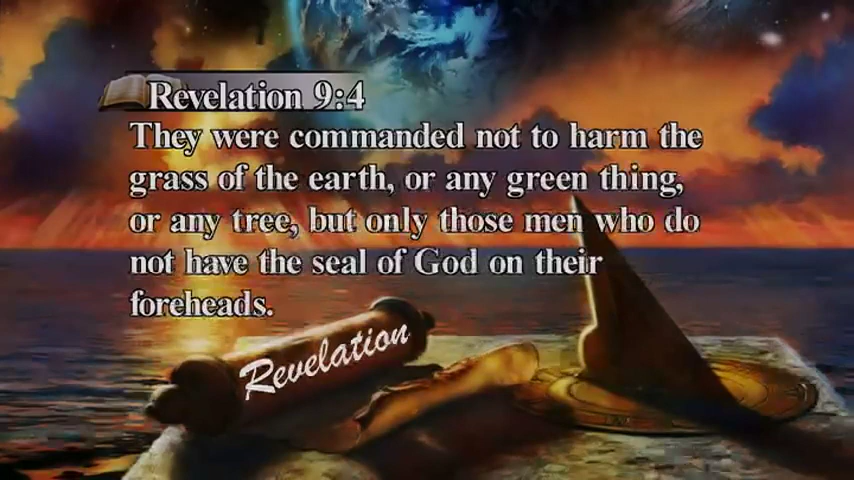 Revelation 9:4
They were commanded not to harm the
grass of the earth, or any green thing,
or any tree, but only those men who do
not have the seal of God on their
foreheads.
Revelation